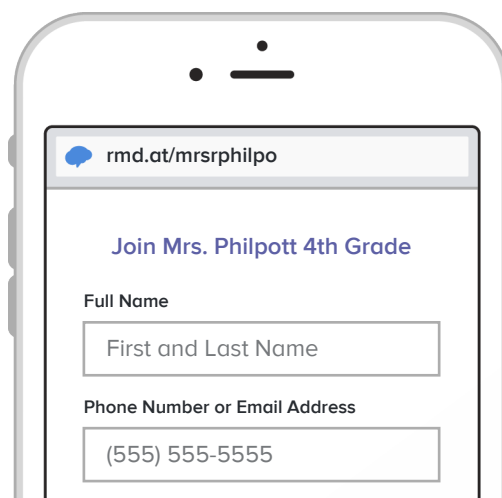 rmd.at/mrsrphilpo
Join Mrs. Philpott 4th Grade
Full Name
First and Last Name
Phone Number or Email Address
(555) 555-5555